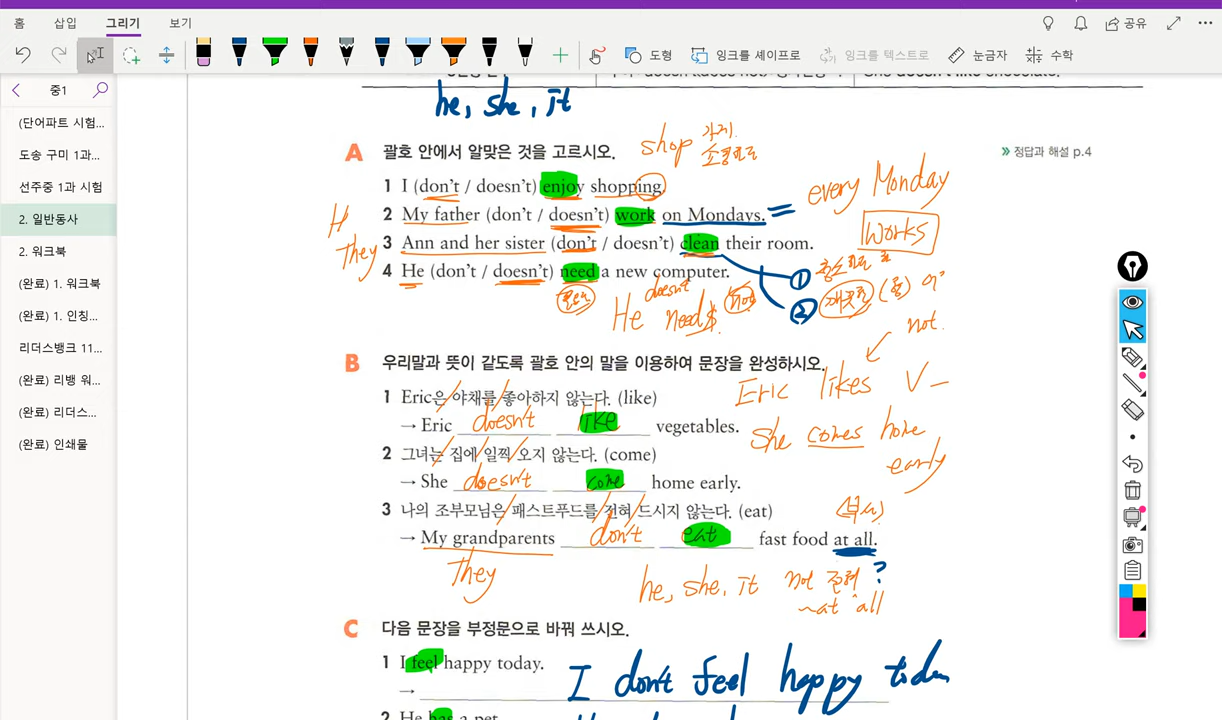 홈 삽입 그리기 보기
공유
도형 잉크를 셰이프로 잉크를 텍스트로 눈금자 수학
중1
(단어파트 시험...
도송 구미 1과...
선주중 1과 시험
2. 일반동사
2. 워크북
(완료) 1. 워크북
(완료) 1. 인칭...
리더스뱅크 11...
(완료) 리뱅 워...
(완료) 리더스...
(완료) 인쇄물
he, she, it
A 괄호 안에서 알맞은 것을 고르시오.
shop 가게
쇼핑하다
정답과 해설 p.4
1 I (don't / doesn't) enjoy shopping.
every Monday
2 My father (don't / doesn't) work on Mondays. =
works
They
3 Ann and her sister (don't / doesn't) clean their room.
① 청소하다
4 He (don't / doesn't) need a new computer.
②
doesn't
He needs
not
B 우리말과 뜻이 같도록 괄호 안의 말을 이용하여 문장을 완성하시오.
Eric likes V
1 Eric은 야채를 좋아하지 않는다. (like)
→ Eric doesn't like vegetables.
She comes home
early
2 그녀는 집에 일찍 오지 않는다. (come)
→ She doesn't come home early.
3 나의 조부모님은 패스트푸드를 전혀 드시지 않는다. (eat)
(부사)
→ My grandparents don't eat fast food at all.
They
he, she, it not 전혀 ?
~at all
C 다음 문장을 부정문으로 바꿔 쓰시오.
1 I feel happy today.
→ I don't feel happy today
2 He has a pet.